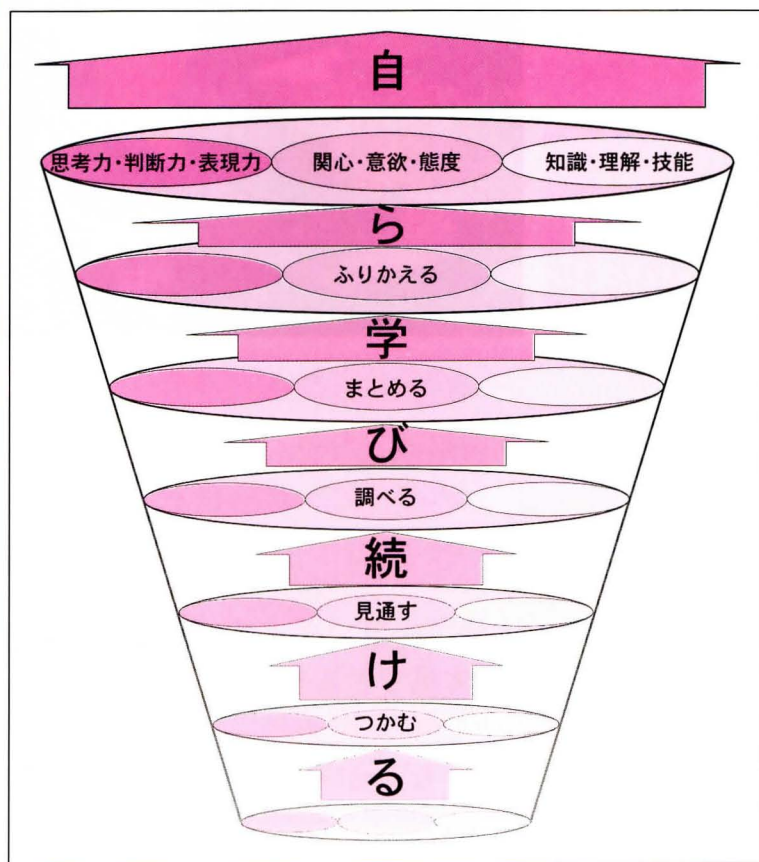 自
思考力・判断力・表現力 関心・意欲・態度 知識・理解・技能
ら
ふりかえる
学
まとめる
び
調べる
続
見通す
け
つかむ
る